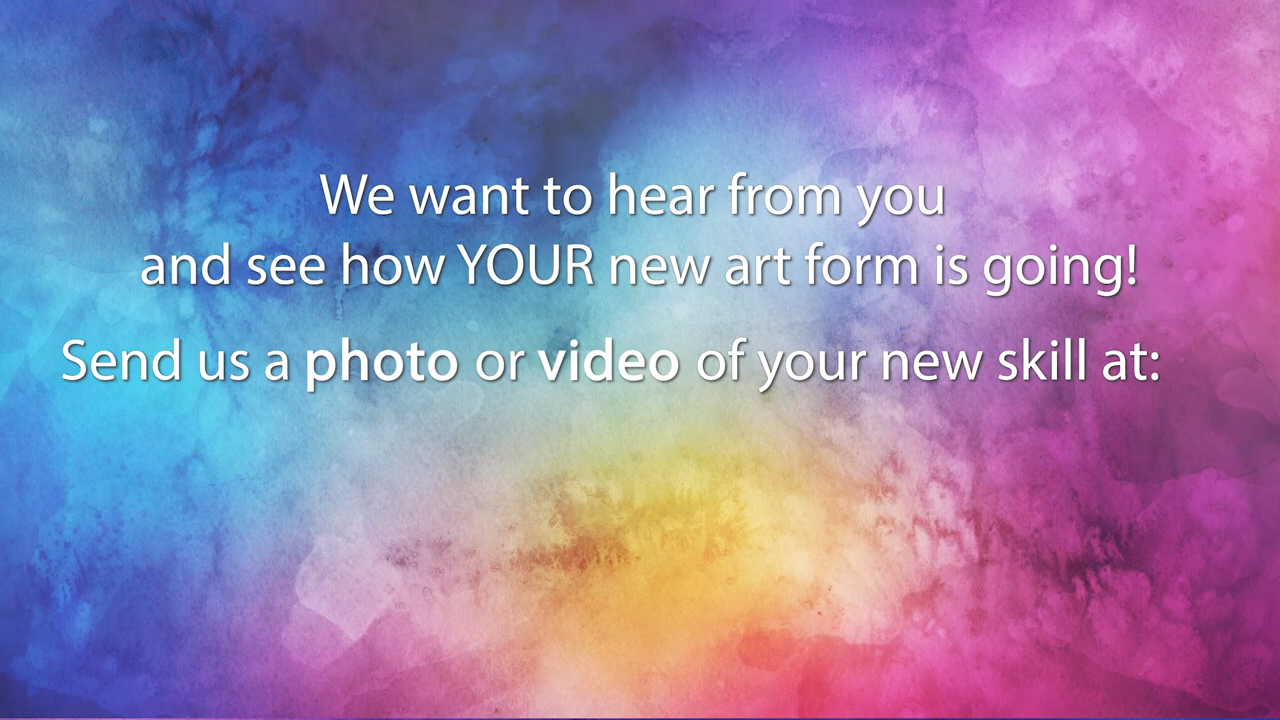 We want to hear from you
and see how YOUR new art form is going!
Send us a photo or video of your new skill at: